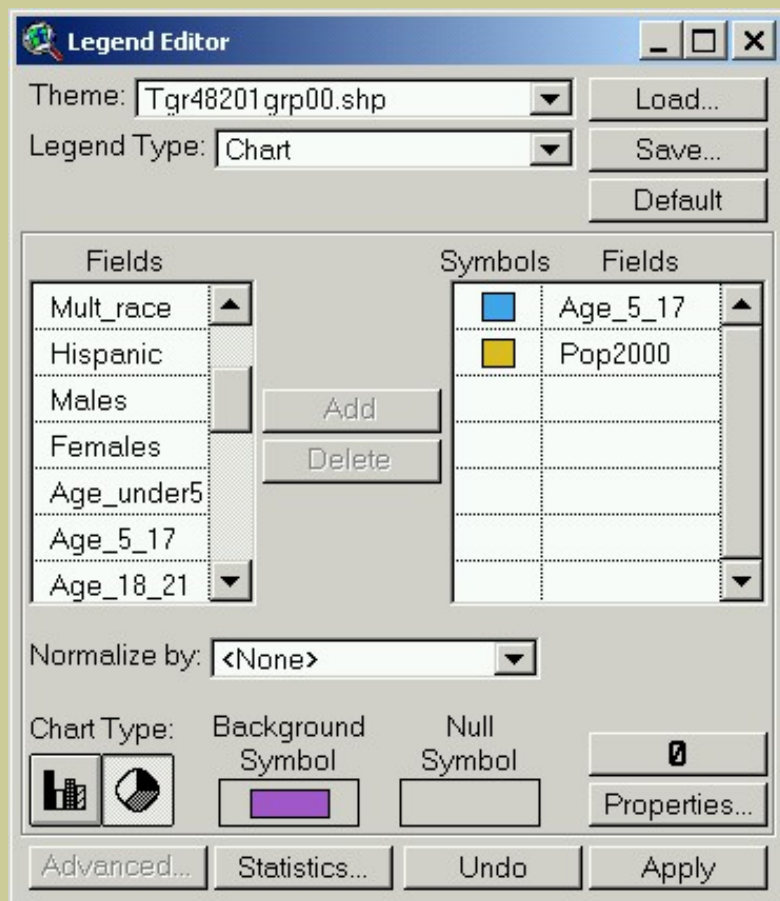 Legend Editor
Theme: Tgr48201grp00.shp
Load...
Legend Type: Chart
Save...
Default
Fields
Symbols Fields
Mult_race
Hispanic
Males
Females
Age_under5
Age_5_17
Age_18_21
Add
Delete
Age_5_17
Pop2000
Normalize by: <None>
Chart Type:
Background
Symbol
Null
Symbol
0
Properties...
Advanced...
Statistics...
Undo
Apply